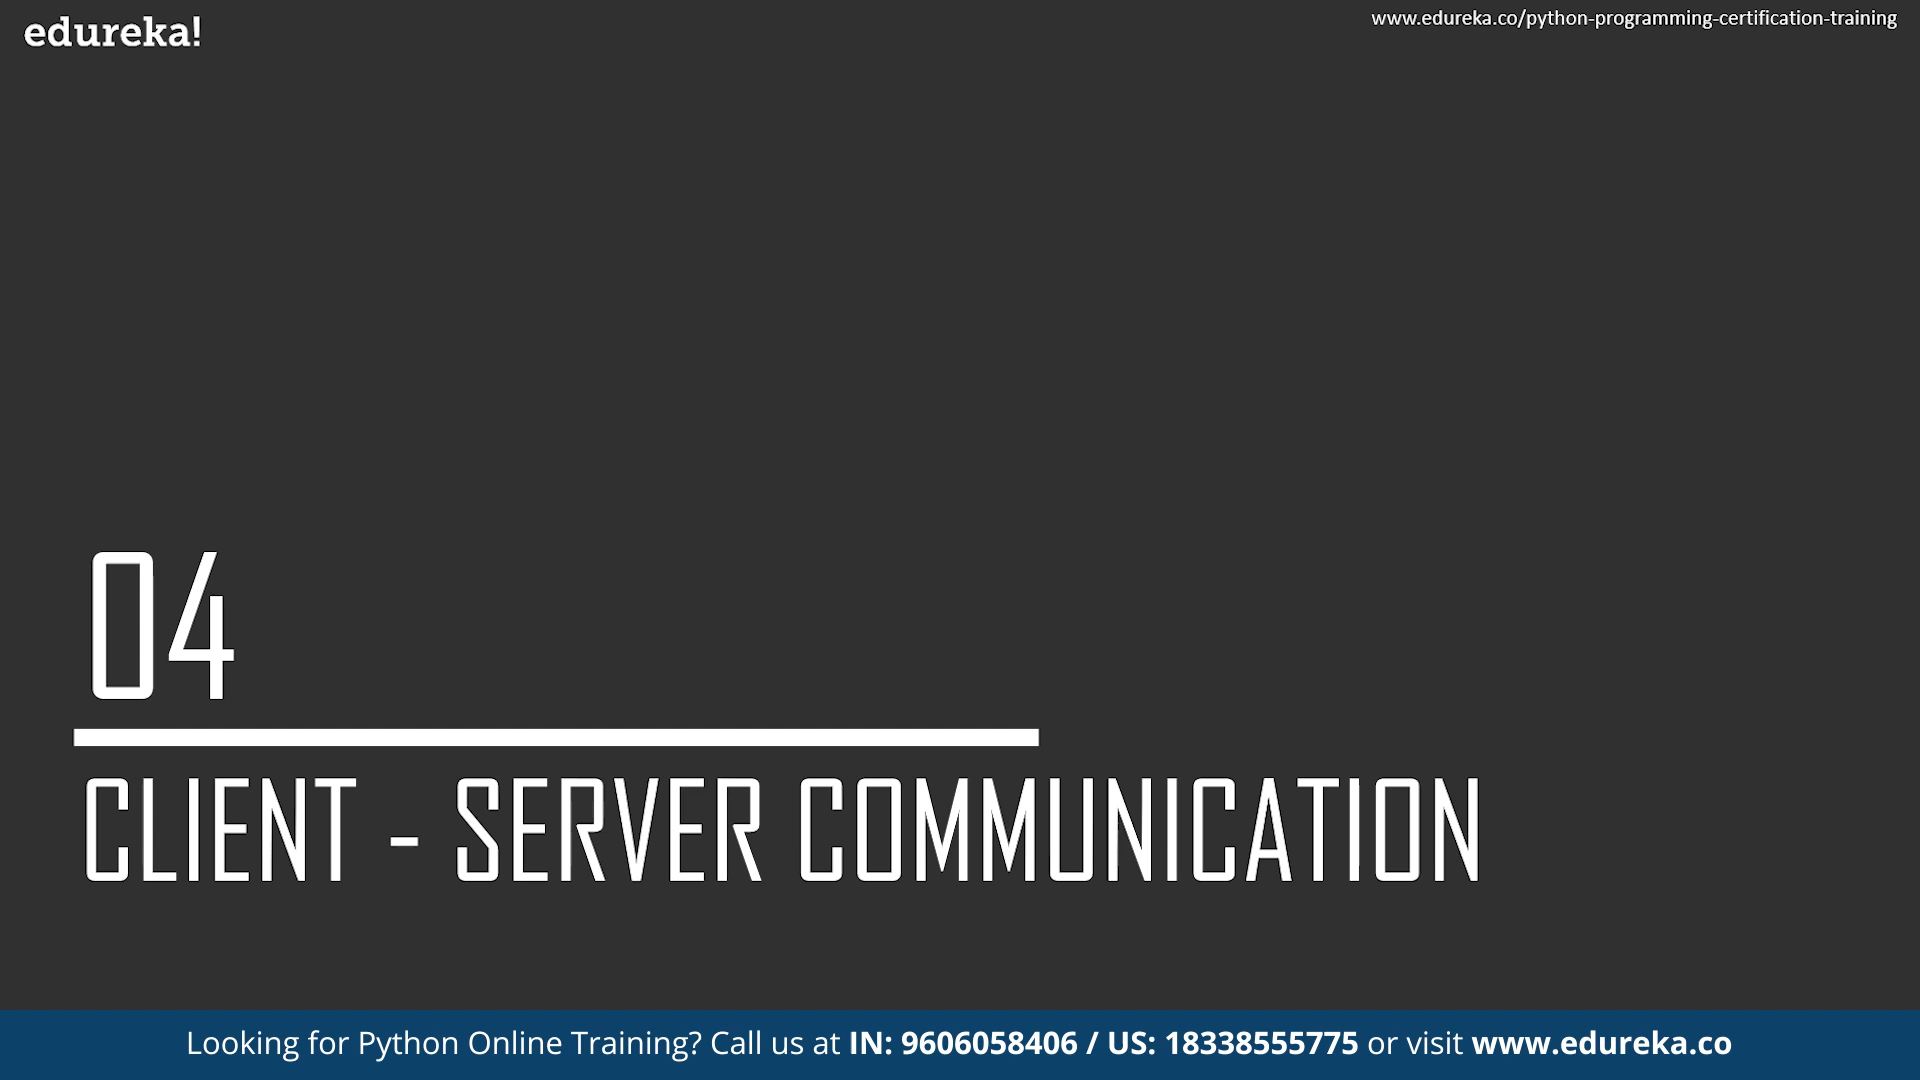 edureka!
www.edureka.co/python-programming-certification-training
04
CLIENT - SERVER COMMUNICATION
Looking for Python Online Training? Call us at IN: 9606058406 / US: 18338555775 or visit www.edureka.co